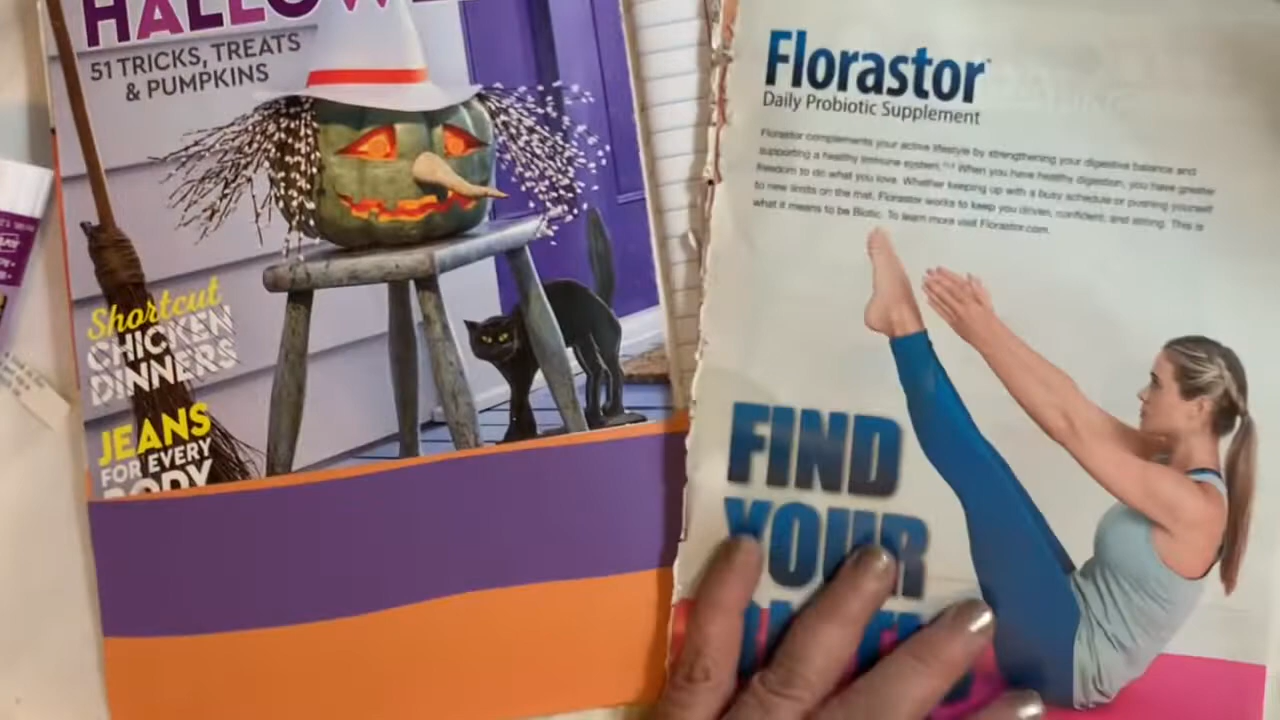 HALLOWE
51 TRICKS, TREATS
& PUMPKINS
Shortcut
CHICKEN
DINNERS
JEANS
FOR EVERY
BODY
Florastor
Daily Probiotic Supplement
Florastor complements your active lifestyle by strengthening your digestive balance and
supporting a healthy immune system. When you have healthy digestion, you have greater
freedom to do what you love. Whether keeping up with a busy schedule or pushing yourself
to new limits on the mat, Florastor works to keep you driven, confident, and strong. This is
what it means to be Biotic. To learn more visit Florastor.com.
FIND
YOUR